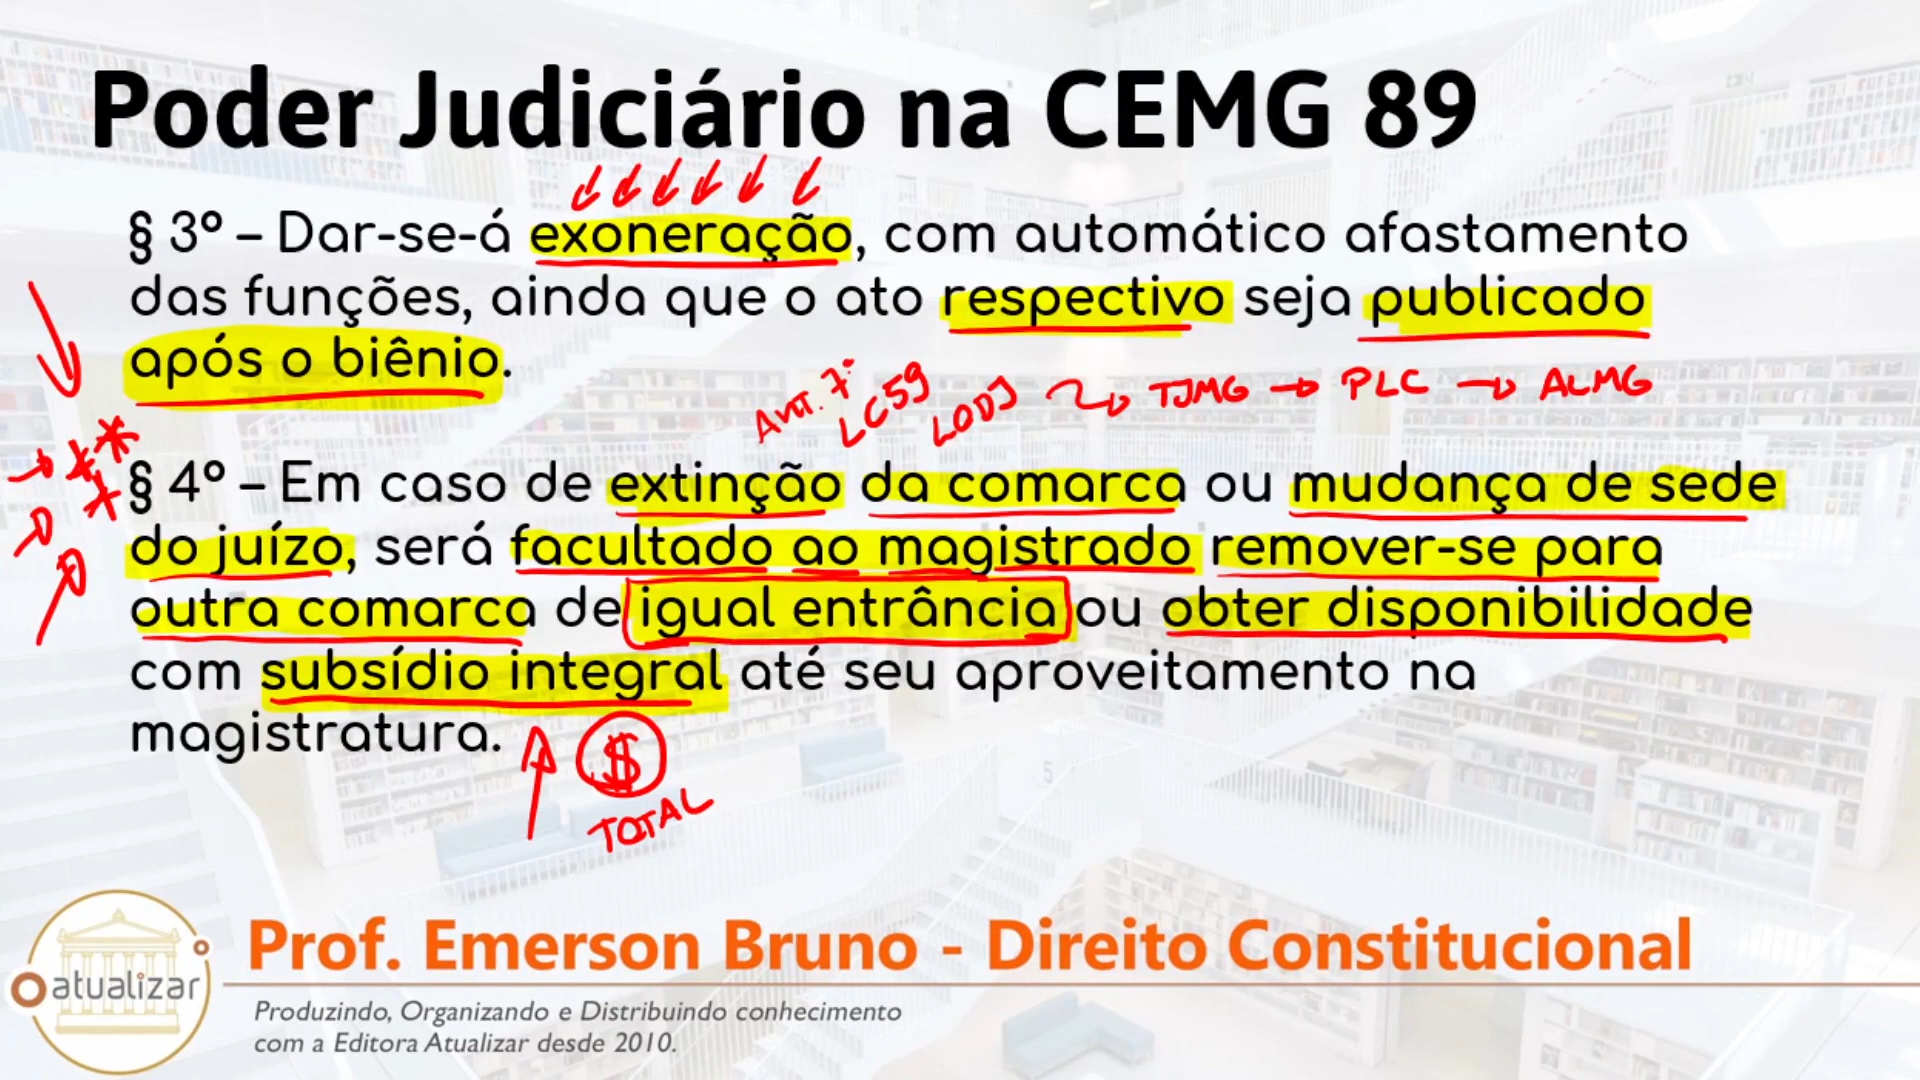 Poder Judiciário na CEMG 89
§ 3º – Dar-se-á exoneração, com automático afastamento
das funções, ainda que o ato respectivo seja publicado
após o biênio.
ART. 7º
LC59
LODJ → TJMG → PLC → ALMG
§ 4º – Em caso de extinção da comarca ou mudança de sede
do juízo, será facultado ao magistrado remover-se para
outra comarca de igual entrância ou obter disponibilidade
com subsídio integral até seu aproveitamento na
magistratura.
$
TOTAL
atualizar
Prof. Emerson Bruno - Direito Constitucional
Produzindo, Organizando e Distribuindo conhecimento
com a Editora Atualizar desde 2010.